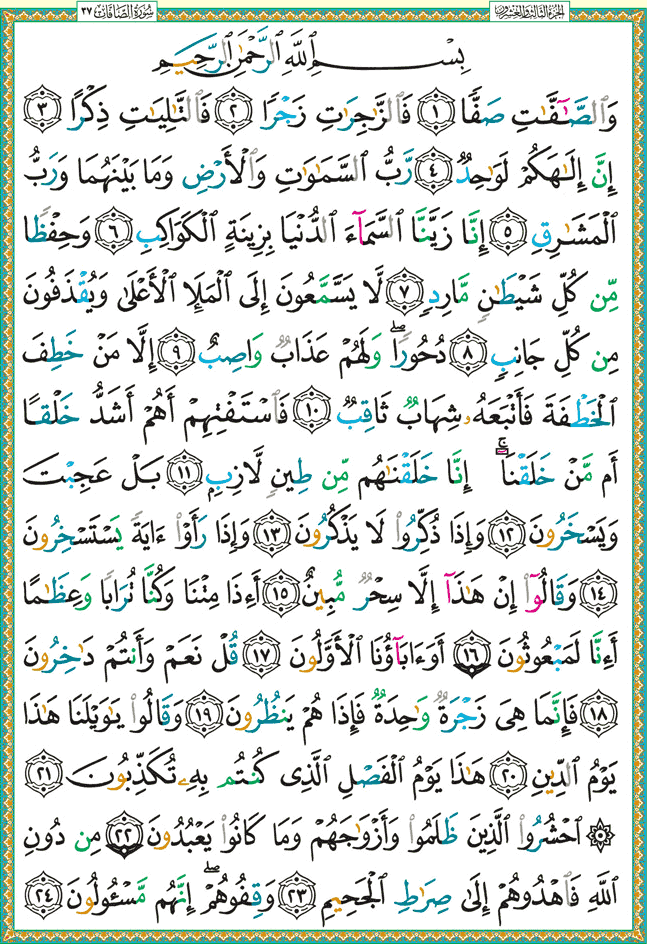 الجزء الثالث والعشرون
سورة الصافات ٣٧
بِسْمِ ٱللَّهِ ٱلرَّحْمَٰنِ ٱلرَّحِيمِ
وَٱلصَّـٰٓفَّـٰتِ صَفًّا ١ فَٱلزَّٰجِرَٰتِ زَجْرًا ٢ فَٱلتَّـٰلِيَـٰتِ ذِكْرًا ٣
إِنَّ إِلَـٰهَكُمْ لَوَٰحِدٌ ٤ رَّبُّ ٱلسَّمَـٰوَٰتِ وَٱلْأَرْضِ وَمَا بَيْنَهُمَا وَرَبُّ
ٱلْمَشَـٰرِقِ ٥ إِنَّا زَيَّنَّا ٱلسَّمَآءَ ٱلدُّنْيَا بِزِينَةٍ ٱلْكَوَاكِبِ ٦ وَحِفْظًا
مِّن كُلِّ شَيْطَـٰنٍ مَّارِدٍ ٧ لَّا يَسَّمَّعُونَ إِلَى ٱلْمَلَإِ ٱلْأَعْلَىٰ وَيُقْذَفُونَ
مِن كُلِّ جَانِبٍ ٨ دُحُورًا ۖ وَلَهُمْ عَذَابٌ وَاصِبٌ ٩ إِلَّا مَنْ خَطِفَ
ٱلْخَطْفَةَ فَأَتْبَعَهُۥ شِهَابٌ ثَاقِبٌ ١٠ فَٱسْتَفْتِهِمْ أَهُمْ أَشَدُّ خَلْقًا
أَم مَّنْ خَلَقْنَآ ۚ إِنَّا خَلَقْنَـٰهُم مِّن طِينٍ لَّازِبٍ ١١ بَلْ عَجِبْتَ
وَيَسْخَرُونَ ١٢ وَإِذَا ذُكِّرُوا۟ لَا يَذْكُرُونَ ١٣ وَإِذَا رَأَوْا۟ ءَايَةً يَسْتَسْخِرُونَ
١٤ وَقَالُوٓا۟ إِنْ هَـٰذَآ إِلَّا سِحْرٌ مُّبِينٌ ١٥ أَءِذَا مِتْنَا وَكُنَّا تُرَابًا وَعِظَـٰمًا
أَءِنَّا لَمَبْعُوثُونَ ١٦ أَوَءَابَآؤُنَا ٱلْأَوَّلُونَ ١٧ قُلْ نَعَمْ وَأَنتُمْ دَٰخِرُونَ
١٨ فَإِنَّمَا هِىَ زَجْرَةٌ وَٰحِدَةٌ فَإِذَا هُمْ يَنظُرُونَ ١٩ وَقَالُوا۟ يَـٰوَيْلَنَا هَـٰذَا
يَوْمُ ٱلدِّينِ ٢٠ هَـٰذَا يَوْمُ ٱلْفَصْلِ ٱلَّذِى كُنتُم بِهِۦ تُكَذِّبُونَ ٢١
۞ ٱحْشُرُوا۟ ٱلَّذِينَ ظَلَمُوا۟ وَأَزْوَٰجَهُمْ وَمَا كَانُوا۟ يَعْبُدُونَ ٢٢ مِن دُونِ
ٱللَّهِ فَٱهْدُوهُمْ إِلَىٰ صِرَٰطِ ٱلْجَحِيمِ ٢٣ وَقِفُوهُمْ ۖ إِنَّهُم مَّسْـُٔولُونَ ٢٤